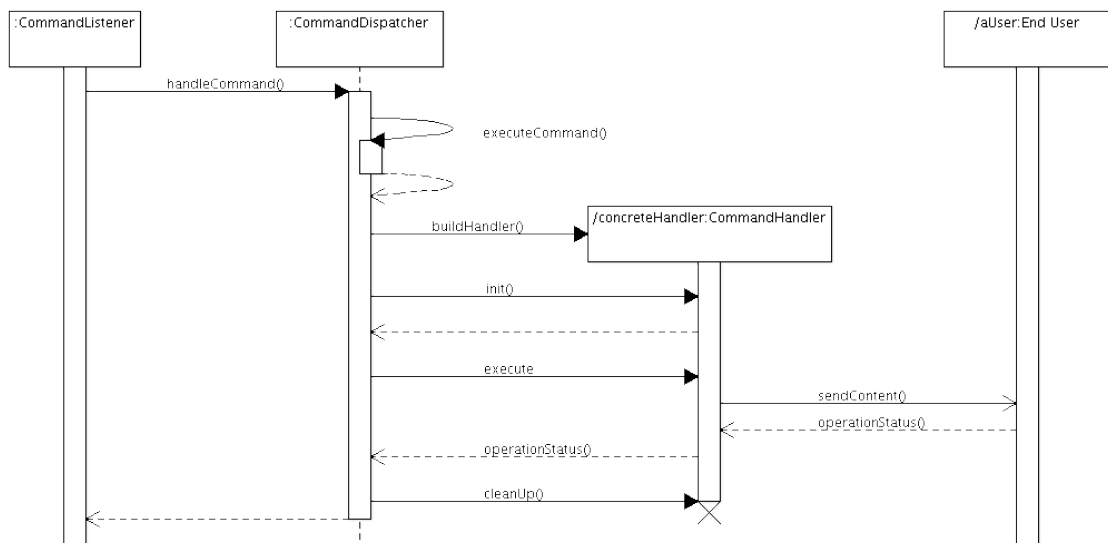 :CommandListener
:CommandDispatcher
/aUser:End User
handleCommand()
executeCommand()
/concreteHandler:CommandHandler
buildHandler()
init()
execute
sendContent()
operationStatus()
operationStatus()
cleanUp()